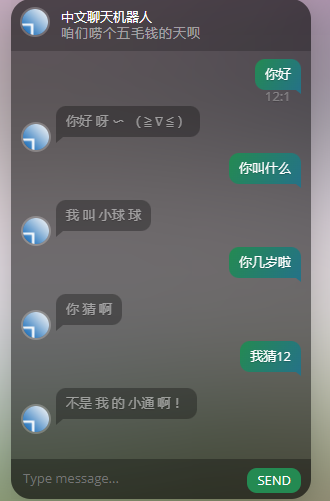 中文聊天机器人
咱们唠个五毛钱的天呗
你好
12:1
你好 呀 ～ （≧∇≦）
你叫什么
我 叫 小球 球
你几岁啦
你 猜 啊
我猜12
不是 我 的 小通 啊！
Type message...
SEND